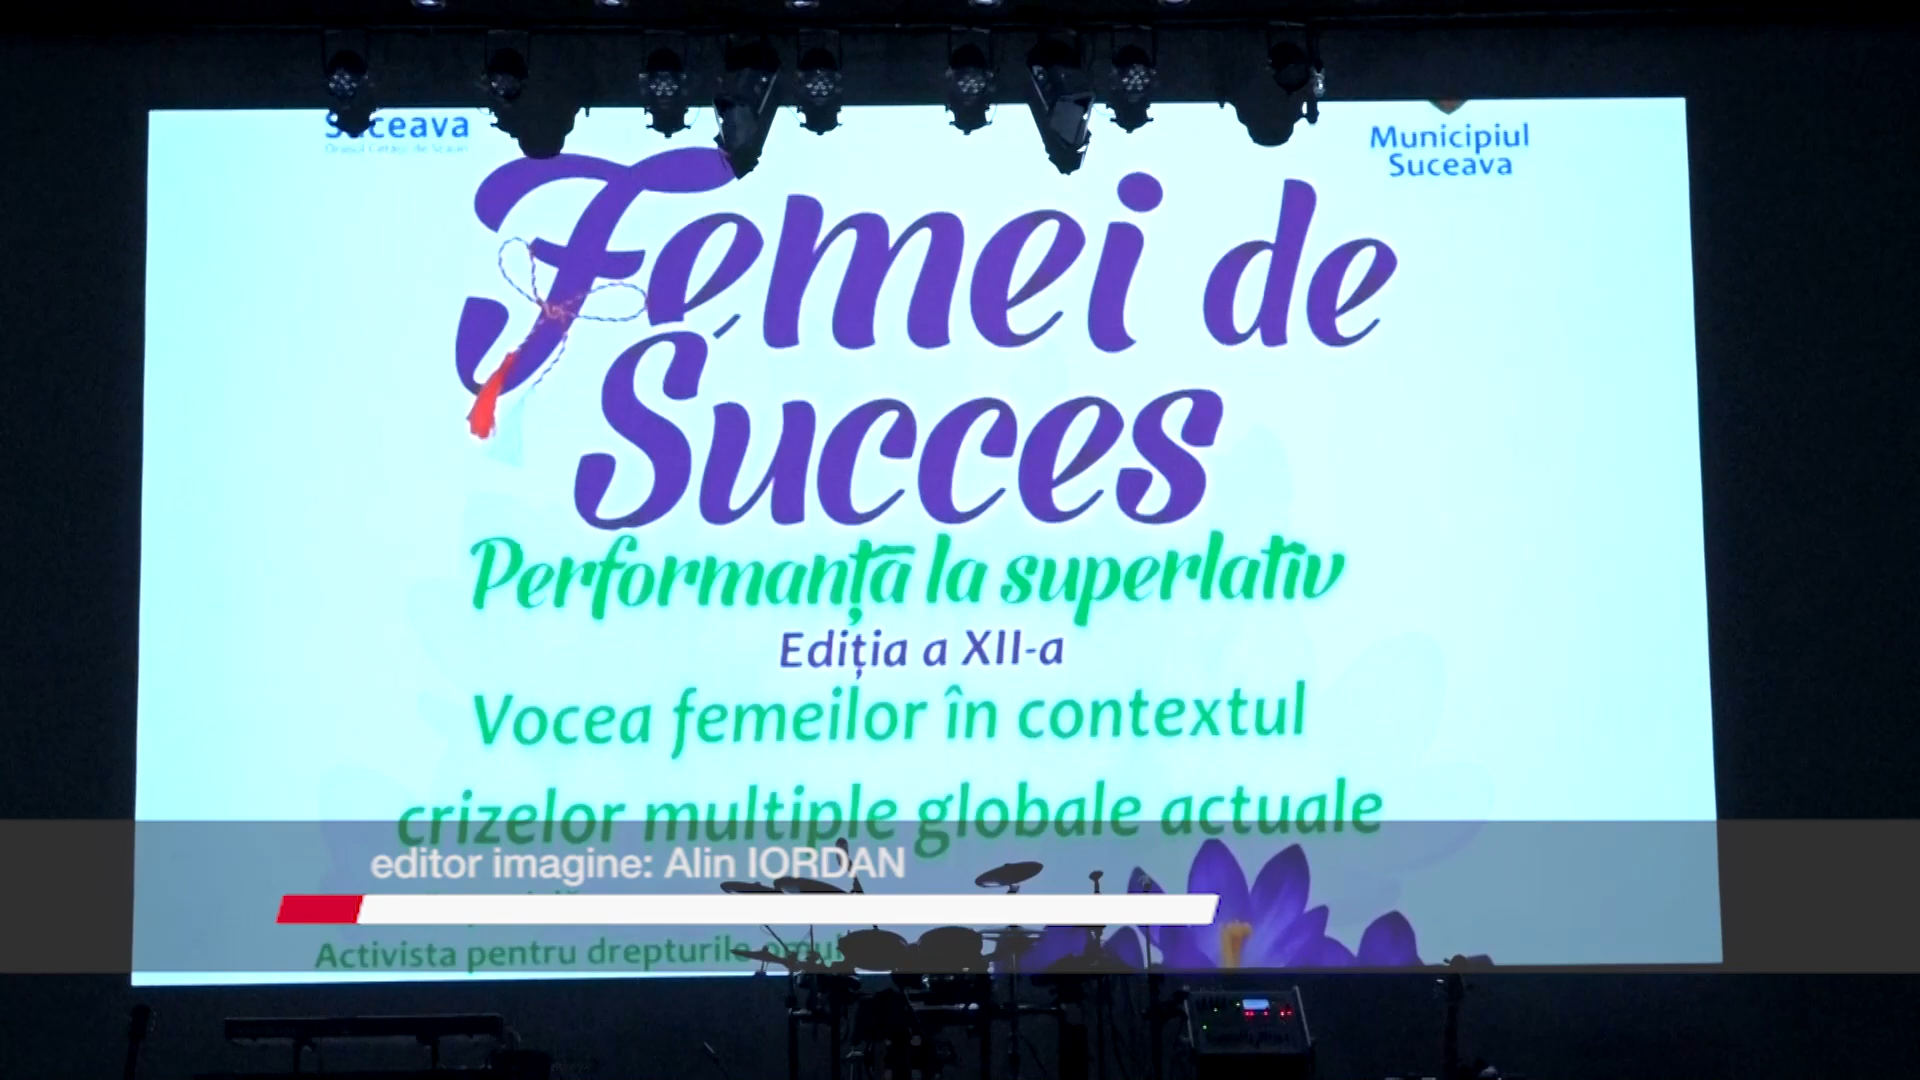 Suceava
Municipiul
Suceava
Femei de
Succes
Performanță la superlativ
Ediția a XII-a
Vocea femeilor în contextul
crizelor multiple globale actuale
editor imagine: Alin IORDAN
Activista pentru drepturile